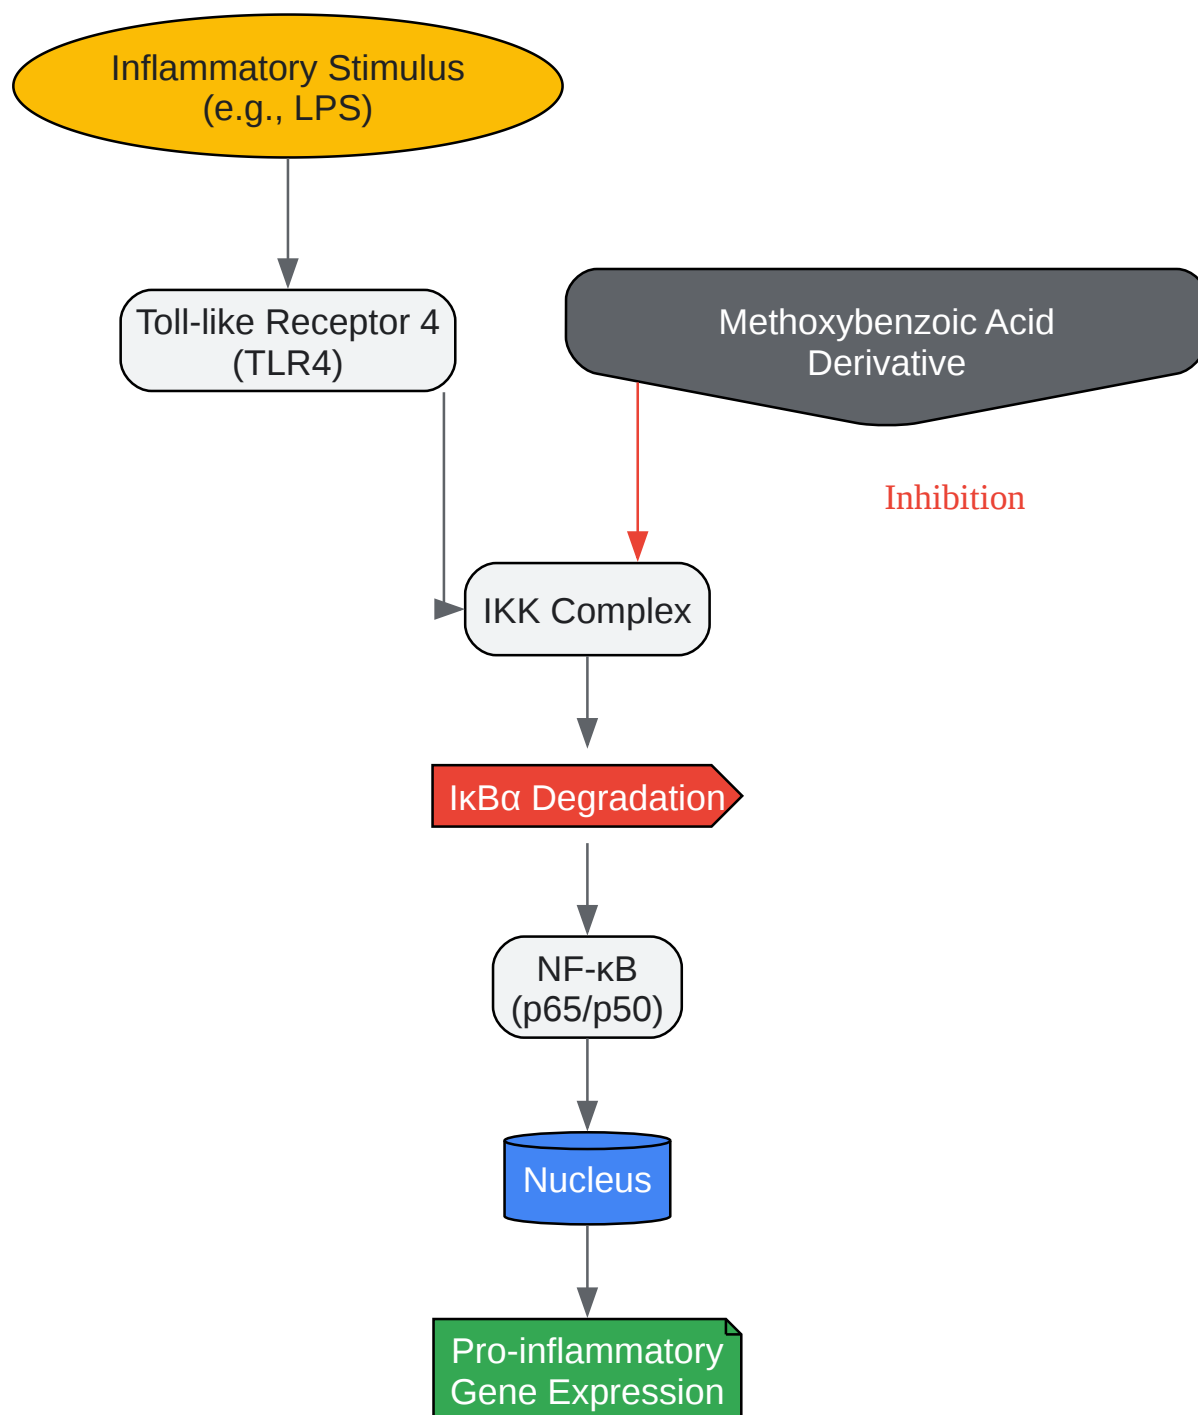 Inflammatory Stimulus
(e.g., LPS)
Toll-like Receptor 4
(TLR4)
Methoxybenzoic Acid
Derivative
Inhibition
IKK Complex
IκBα Degradation
NF-κB
(p65/p50)
Nucleus
Pro-inflammatory
Gene Expression